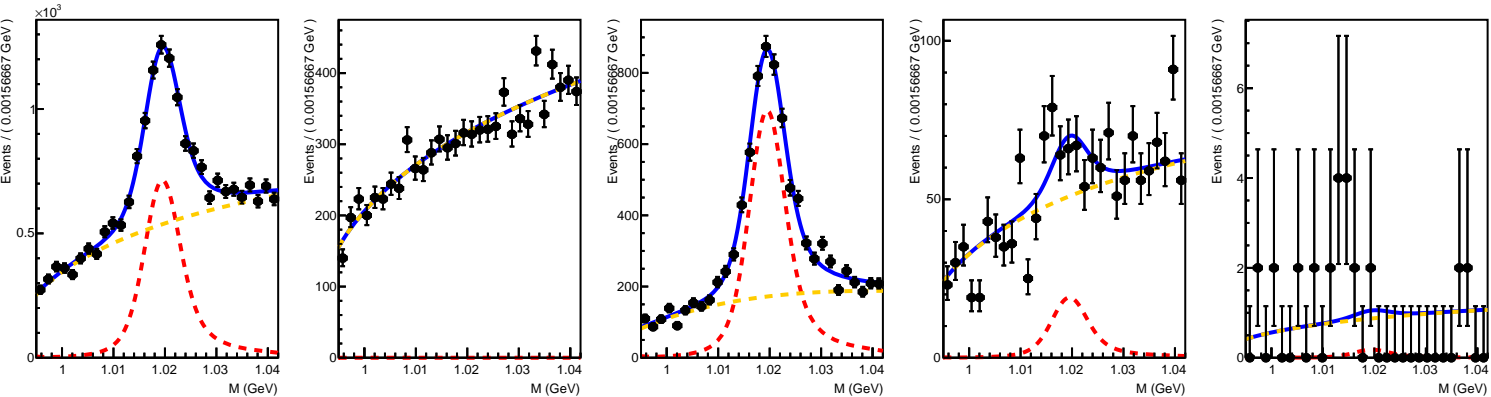 ×10³
Events / ( 0.00156667 GeV )
1
0.5
0
1 1.01 1.02 1.03 1.04
M (GeV)
Events / ( 0.00156667 GeV )
400
300
200
100
0
1 1.01 1.02 1.03 1.04
M (GeV)
Events / ( 0.00156667 GeV )
800
600
400
200
0
1 1.01 1.02 1.03 1.04
M (GeV)
Events / ( 0.00156667 GeV )
100
50
0
1 1.01 1.02 1.03 1.04
M (GeV)
Events / ( 0.00156667 GeV )
6
4
2
0
1 1.01 1.02 1.03 1.04
M (GeV)